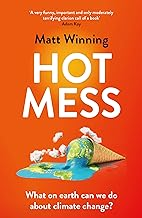 'A very funny, important and only moderately
terrifying clarion call of a book'
Adam Kay
Matt Winning
HOT
MESS
What on earth can we do
about climate change?